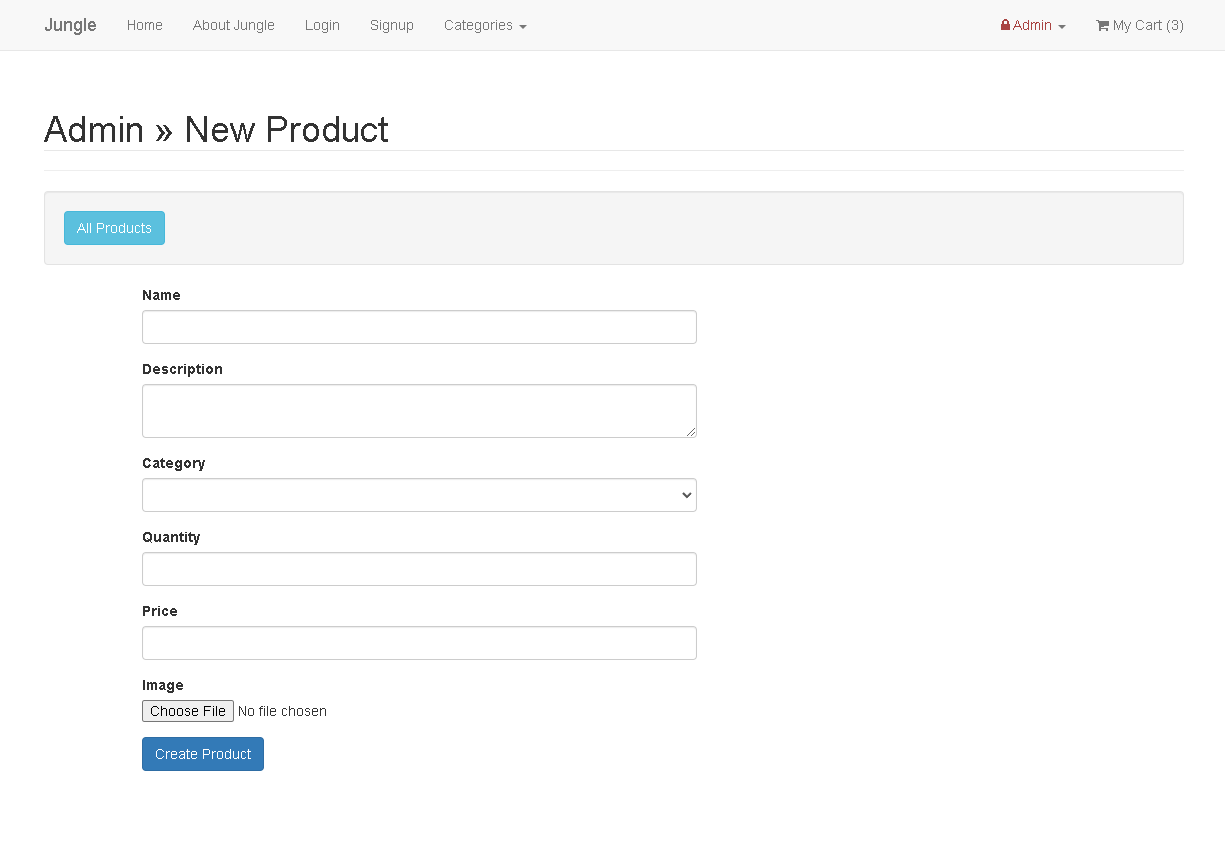 Jungle Home About Jungle Login Signup Categories Admin My Cart (3)
Admin » New Product
All Products
Name
Description
Category
Quantity
Price
Image
Choose File No file chosen
Create Product